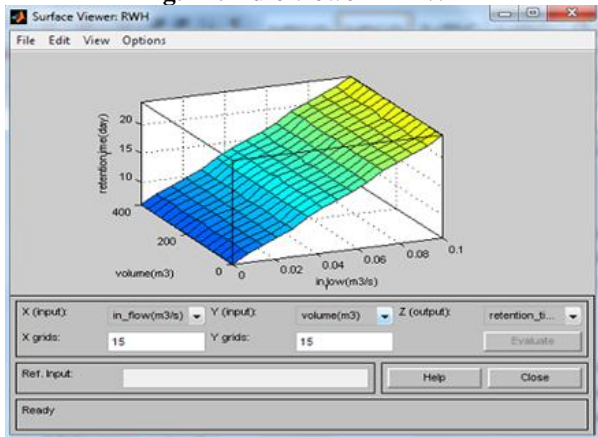 Surface Viewer: RWH
File Edit View Options
20
15
10
retention_time(day)
400
200
0
volume(m3)
0
0.02
0.04
0.06
0.08
0.1
in_flow(m3/s)
X (input): in_flow(m3/s) Y (input): volume(m3) Z (output): retention_ti...
X grids: 15 Y grids: 15 Evaluate
Ref. Input: Help Close
Ready